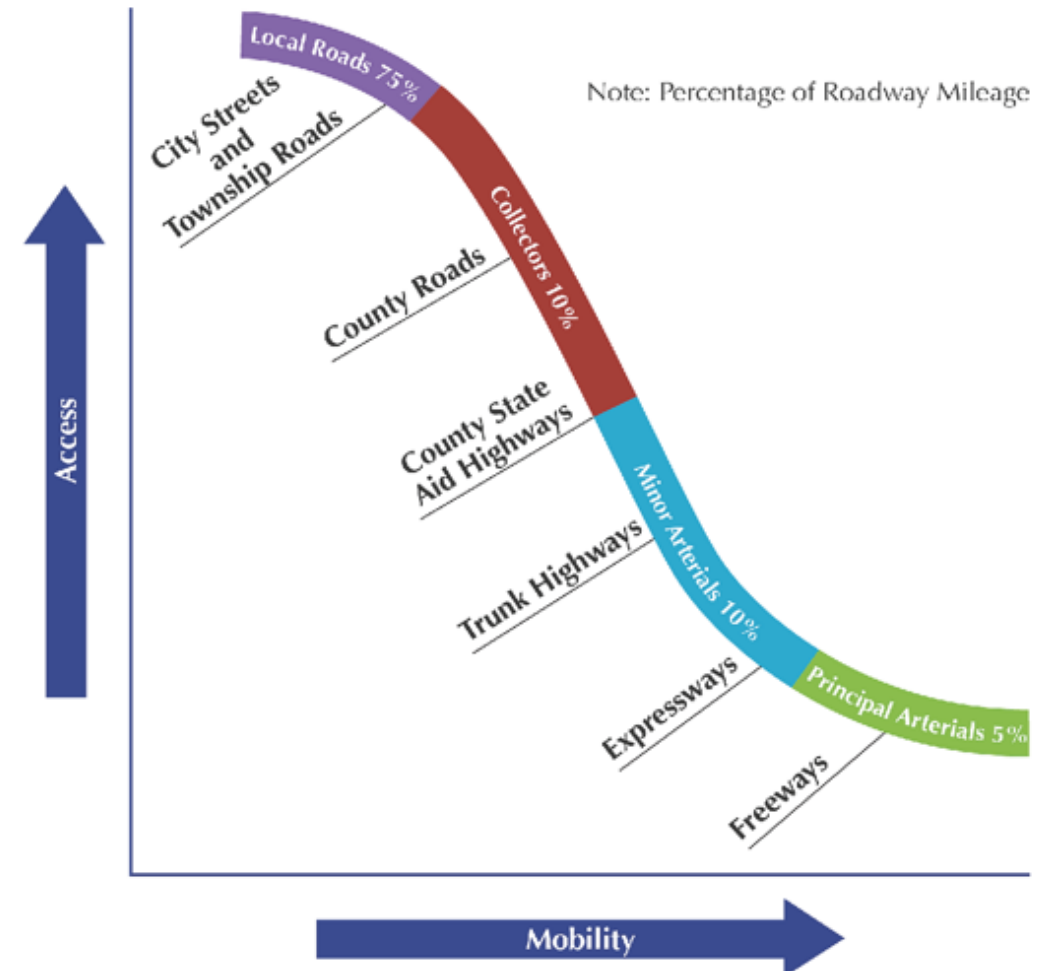 Local Roads 75%
Note: Percentage of Roadway Mileage
City Streets
and
Township Roads
Collectors 10%
County Roads
County State
Aid Highways
Minor Arterials 10%
Trunk Highways
Expressways
Principal Arterials 5%
Freeways
Access
Mobility